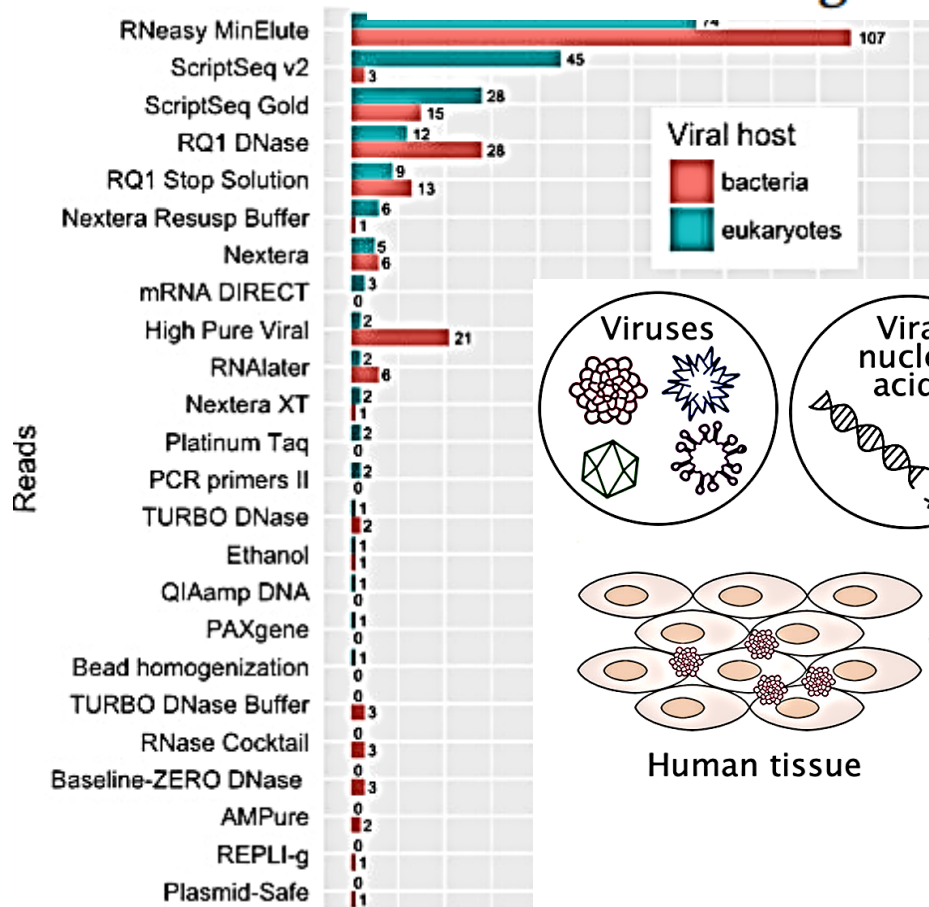 RNeasy MinElute 74
107
ScriptSeq v2 45
3
ScriptSeq Gold 28
15
RQ1 DNase 12
28
RQ1 Stop Solution 9
13
Nextera Resusp Buffer 6
1
Nextera 5
6
mRNA DIRECT 3
0
High Pure Viral 2
21
RNAlater 2
6
Nextera XT 2
1
Platinum Taq 2
0
PCR primers II 2
0
TURBO DNase 1
2
Ethanol 1
1
QIAamp DNA 1
0
PAXgene 1
0
Bead homogenization 1
0
TURBO DNase Buffer 0
3
RNase Cocktail 0
3
Baseline-ZERO DNase 0
3
AMPure 0
2
REPLI-g 0
1
Plasmid-Safe 0
1
Reads
Viral host
bacteria
eukaryotes
Viruses
Human tissue